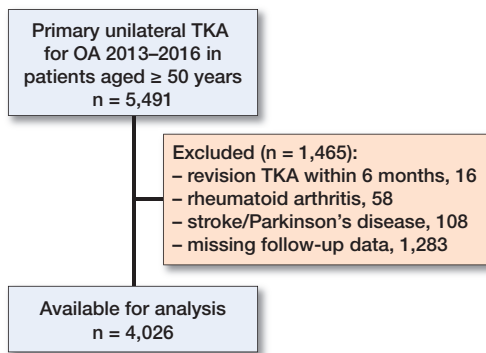 Primary unilateral TKA
for OA 2013–2016 in
patients aged ≥ 50 years
n = 5,491
Excluded (n = 1,465):
– revision TKA within 6 months, 16
– rheumatoid arthritis, 58
– stroke/Parkinson’s disease, 108
– missing follow-up data, 1,283
Available for analysis
n = 4,026